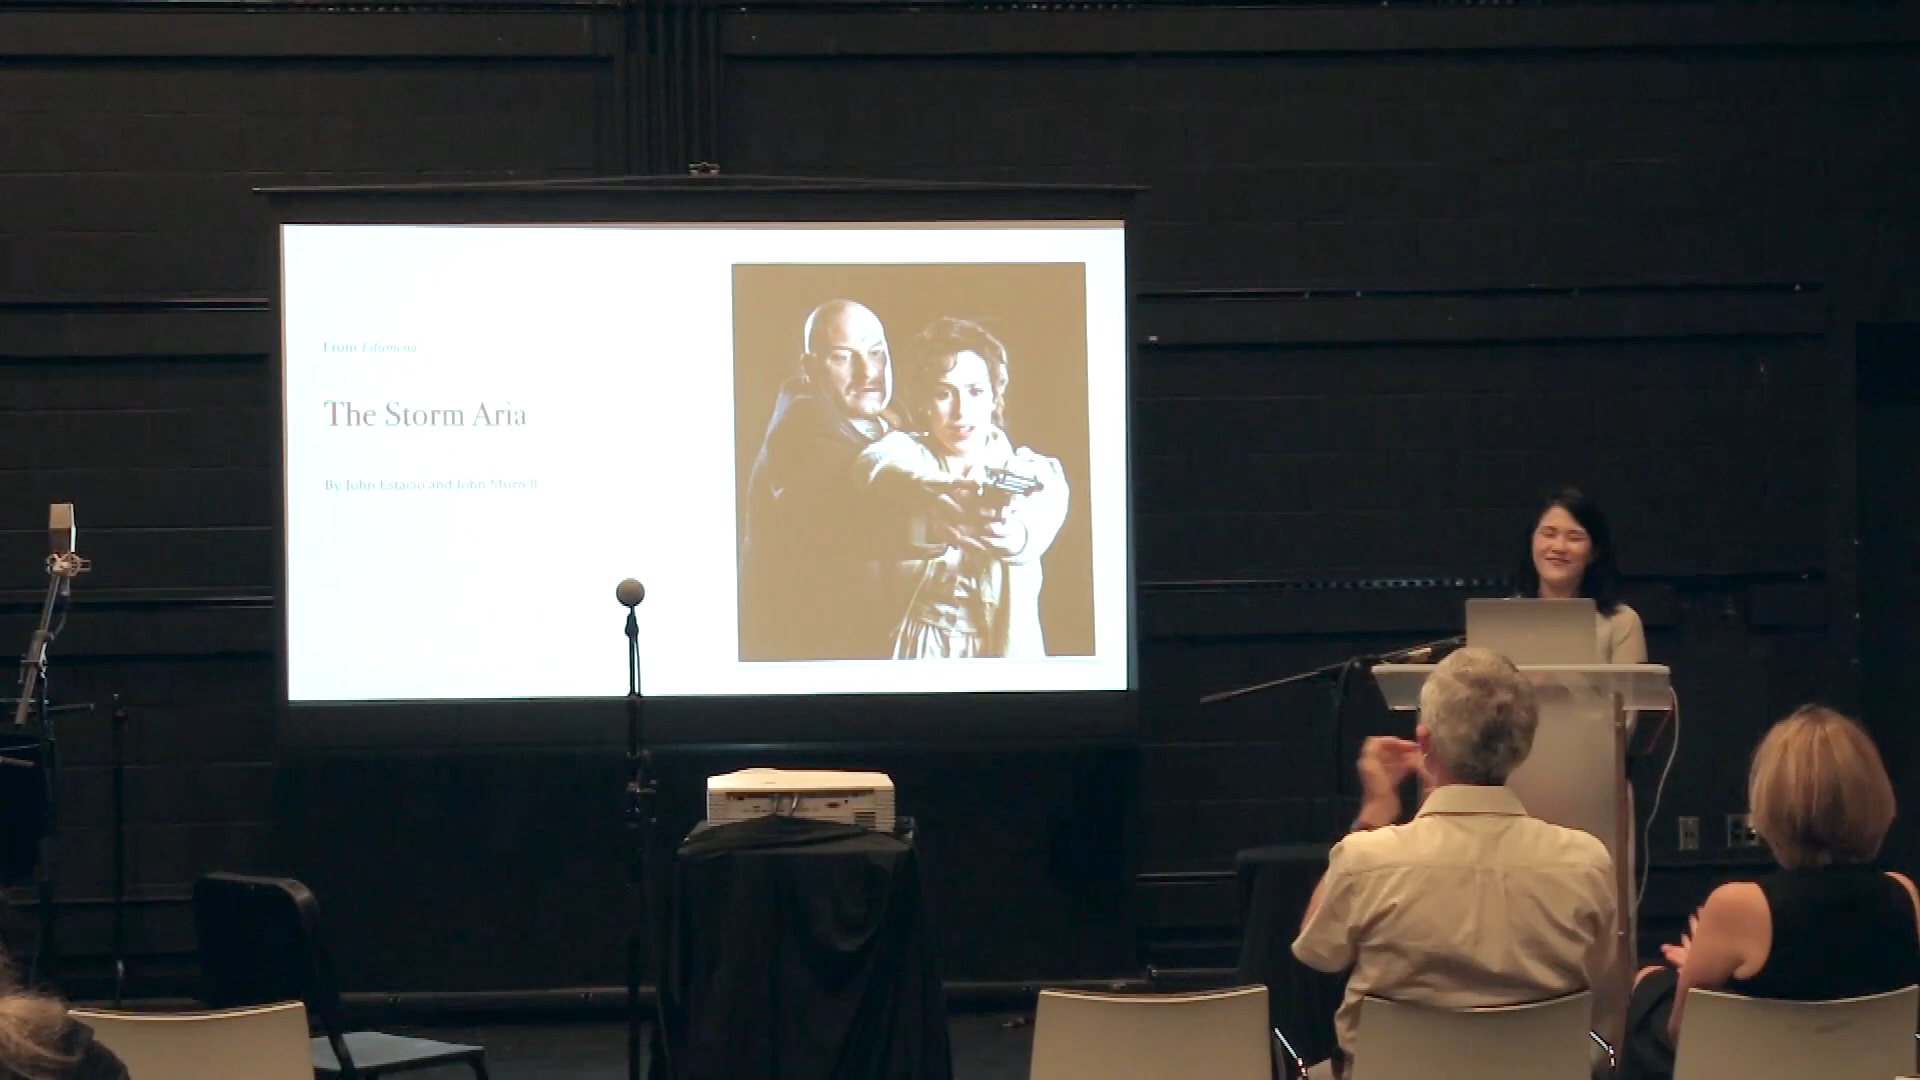 From Filumena
The Storm Aria
By John Estacio and John Murrell